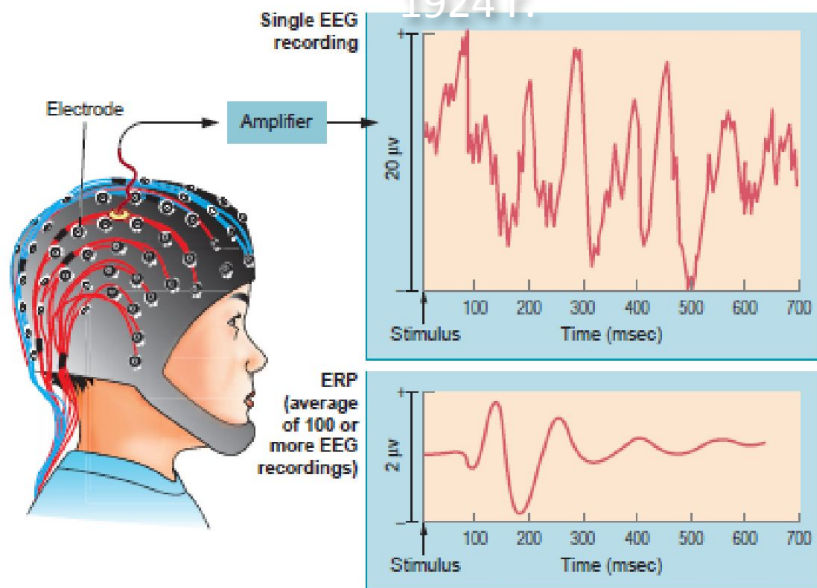 1924 г.
Single EEG
recording
Electrode
Amplifier
+
20 μv
–
100 200 300 400 500 600 700
Stimulus
Time (msec)
ERP
(average
of 100 or
more EEG
recordings)
+
2 μv
–
100 200 300 400 500 600 700
Stimulus
Time (msec)